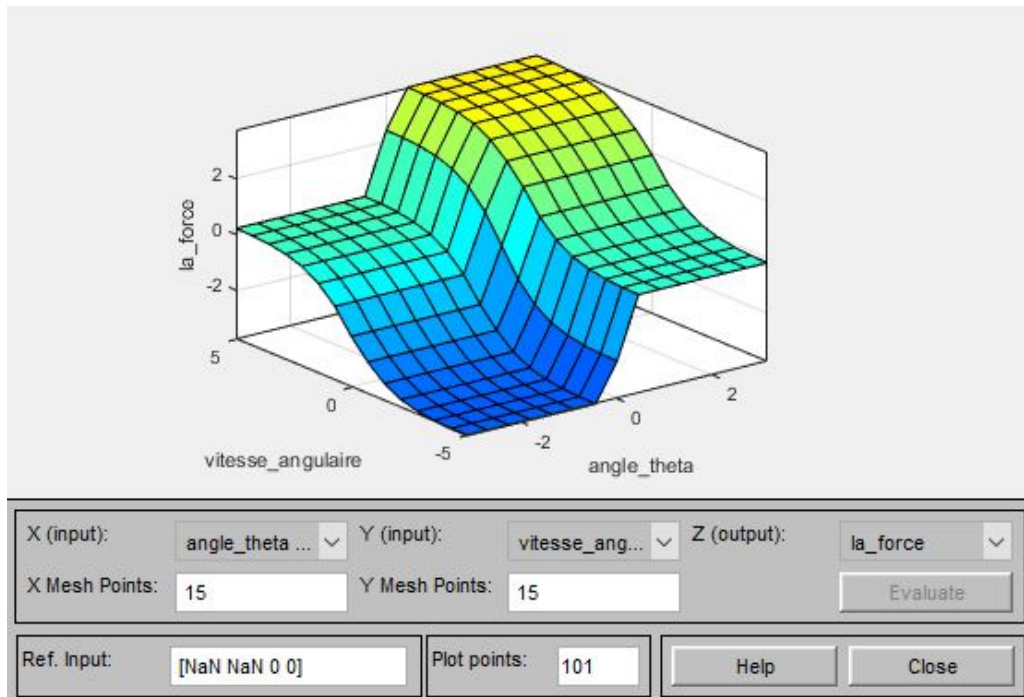 2
0
-2
la_force
5
0
-5
vitesse_angulaire
-2
0
2
angle_theta
X (input): angle_theta ... Y (input): vitesse_ang... Z (output): la_force
X Mesh Points: 15 Y Mesh Points: 15 Evaluate
Ref. Input: [NaN NaN 0 0] Plot points: 101 Help Close